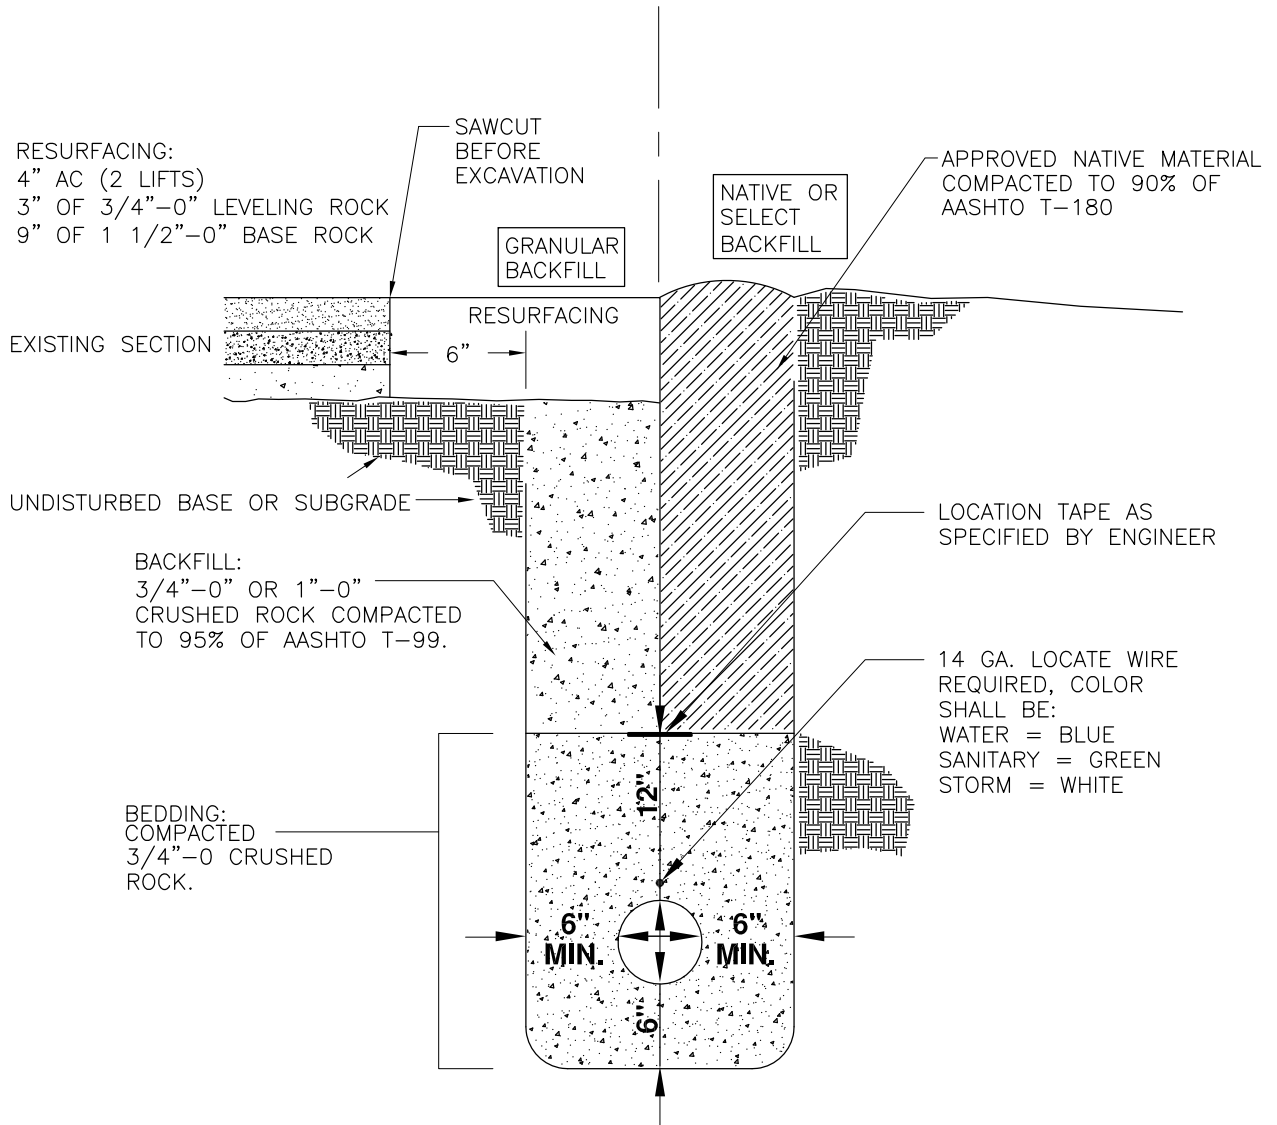 RESURFACING:
4" AC (2 LIFTS)
3" OF 3/4"-0" LEVELING ROCK
9" OF 1 1/2"-0" BASE ROCK
SAWCUT
BEFORE
EXCAVATION
GRANULAR
BACKFILL
NATIVE OR
SELECT
BACKFILL
APPROVED NATIVE MATERIAL
COMPACTED TO 90% OF
AASHTO T-180
RESURFACING
EXISTING SECTION
6"
UNDISTURBED BASE OR SUBGRADE
LOCATION TAPE AS
SPECIFIED BY ENGINEER
BACKFILL:
3/4"-0" OR 1"-0"
CRUSHED ROCK COMPACTED
TO 95% OF AASHTO T-99.
14 GA. LOCATE WIRE
REQUIRED, COLOR
SHALL BE:
WATER = BLUE
SANITARY = GREEN
STORM = WHITE
12"
BEDDING:
COMPACTED
3/4"-0 CRUSHED
ROCK.
6"
MIN.
6"
MIN.
6"